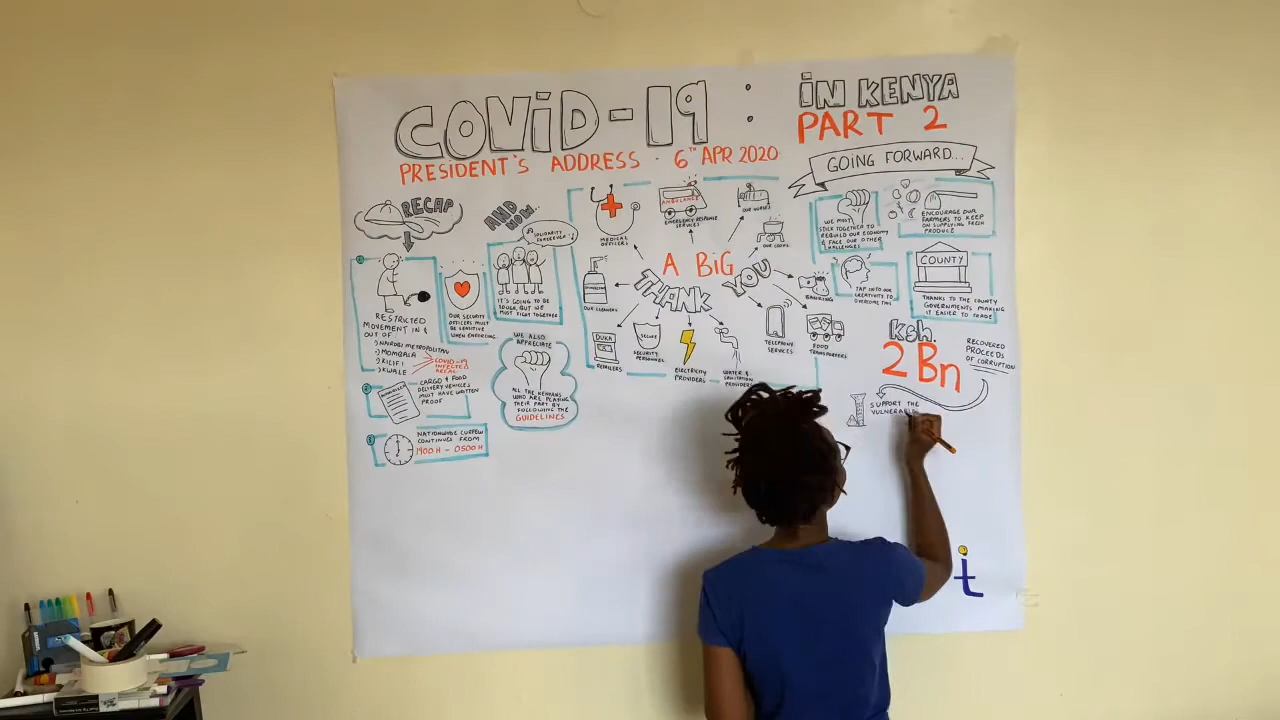 COVID-19 :
IN KENYA
PART 2
PRESIDENT'S ADDRESS · 6TH APR 2020
RECAP
1
RESTRICTED
MOVEMENT IN &
OUT OF
) NAIROBI METROPOLITAN
) MOMBASA
) KILIFI
) KWALE
COVID-19
INFECTED
AREAS
OUR SECURITY
OFFICERS MUST
BE SENSITIVE
WHEN ENFORCING
2
CARGO & FOOD
DELIVERY VEHICLES
MUST HAVE WRITTEN
PROOF
3
NATIONWIDE CURFEW
CONTINUES FROM
1900 H - 0500 H
AND
NOW...
SOLIDARITY
FOREVER!
IT'S GOING TO BE
TOUGH, BUT WE
MUST FIGHT TOGETHER
WE ALSO
APPRECIATE
ALL THE KENYANS
WHO ARE PLAYING
THEIR PART BY
FOLLOWING THE
GUIDELINES
A BIG
THANK YOU
MEDICAL
OFFICERS
AMBULANCE
EMERGENCY RESPONSE
SERVICES
OUR NURSES
OUR COOKS
BANKING
FOOD
TRANSPORTERS
TELEPHONY
SERVICES
WATER &
SANITATION
PROVIDERS
ELECTRICITY
PROVIDERS
SECURE
SECURITY
PERSONNEL
DUKA
RETAILERS
OUR CLEANERS
GOING FORWARD...
WE MUST
STICK TOGETHER TO
REBUILD OUR ECONOMY
& FACE OUR OTHER
CHALLENGES
ENCOURAGE OUR
FARMERS TO KEEP
ON SUPPLYING FRESH
PRODUCE
TAP INTO OUR
CREATIVITY TO
OVERCOME THIS
COUNTY
THANKS TO THE COUNTY
GOVERNMENTS MAKING
IT EASIER TO TRADE
Ksh.
2 Bn
RECOVERED
PROCEEDS
OF CORRUPTION
SUPPORT THE